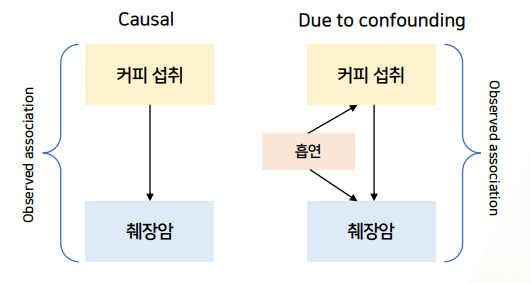 Causal
Due to confounding
커피 섭취
커피 섭취
Observed association
흡연
Observed association
췌장암
췌장암